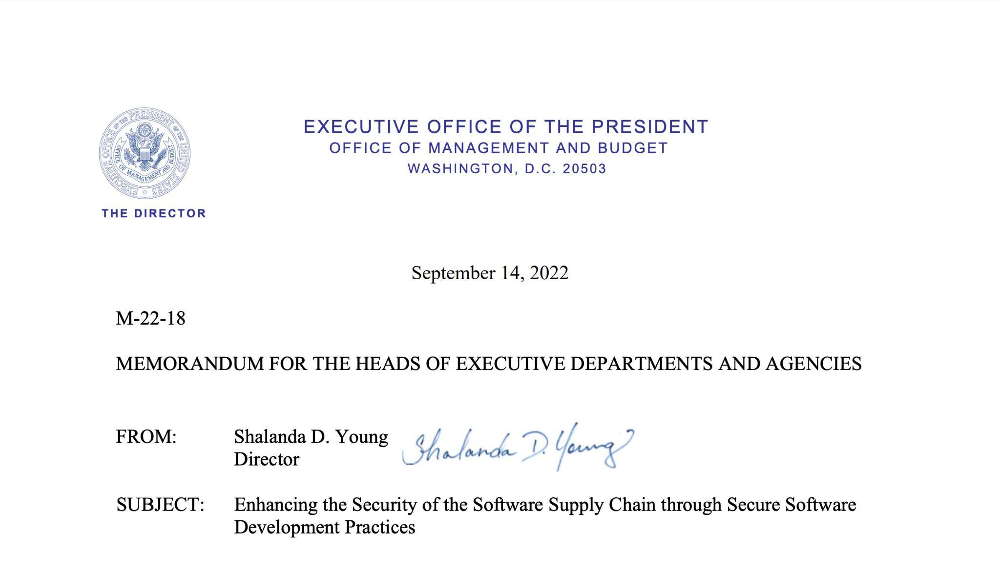 EXECUTIVE OFFICE OF THE PRESIDENT OF THE UNITED STATES
OFFICE OF MANAGEMENT AND BUDGET
THE DIRECTOR
EXECUTIVE OFFICE OF THE PRESIDENT
OFFICE OF MANAGEMENT AND BUDGET
WASHINGTON, D.C. 20503
September 14, 2022
M-22-18
MEMORANDUM FOR THE HEADS OF EXECUTIVE DEPARTMENTS AND AGENCIES
FROM: Shalanda D. Young Shalanda D. Young
Director
SUBJECT: Enhancing the Security of the Software Supply Chain through Secure Software
Development Practices